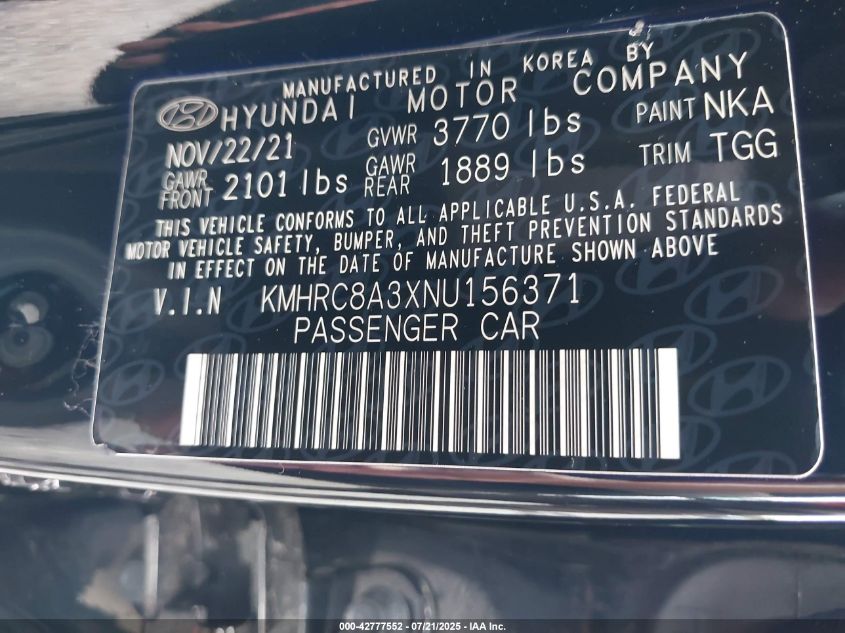 MANUFACTURED IN KOREA BY
HYUNDAI MOTOR COMPANY
NOV/22/21 GVWR 3770 lbs PAINT NKA
GAWR FRONT 2101 lbs GAWR REAR 1889 lbs TRIM TGG
THIS VEHICLE CONFORMS TO ALL APPLICABLE U.S.A. FEDERAL
MOTOR VEHICLE SAFETY, BUMPER, AND THEFT PREVENTION STANDARDS
IN EFFECT ON THE DATE OF MANUFACTURE SHOWN ABOVE
V.I.N KMHRC8A3XNU156371
PASSENGER CAR
000-42777552 - 07/21/2025 - IAA Inc.